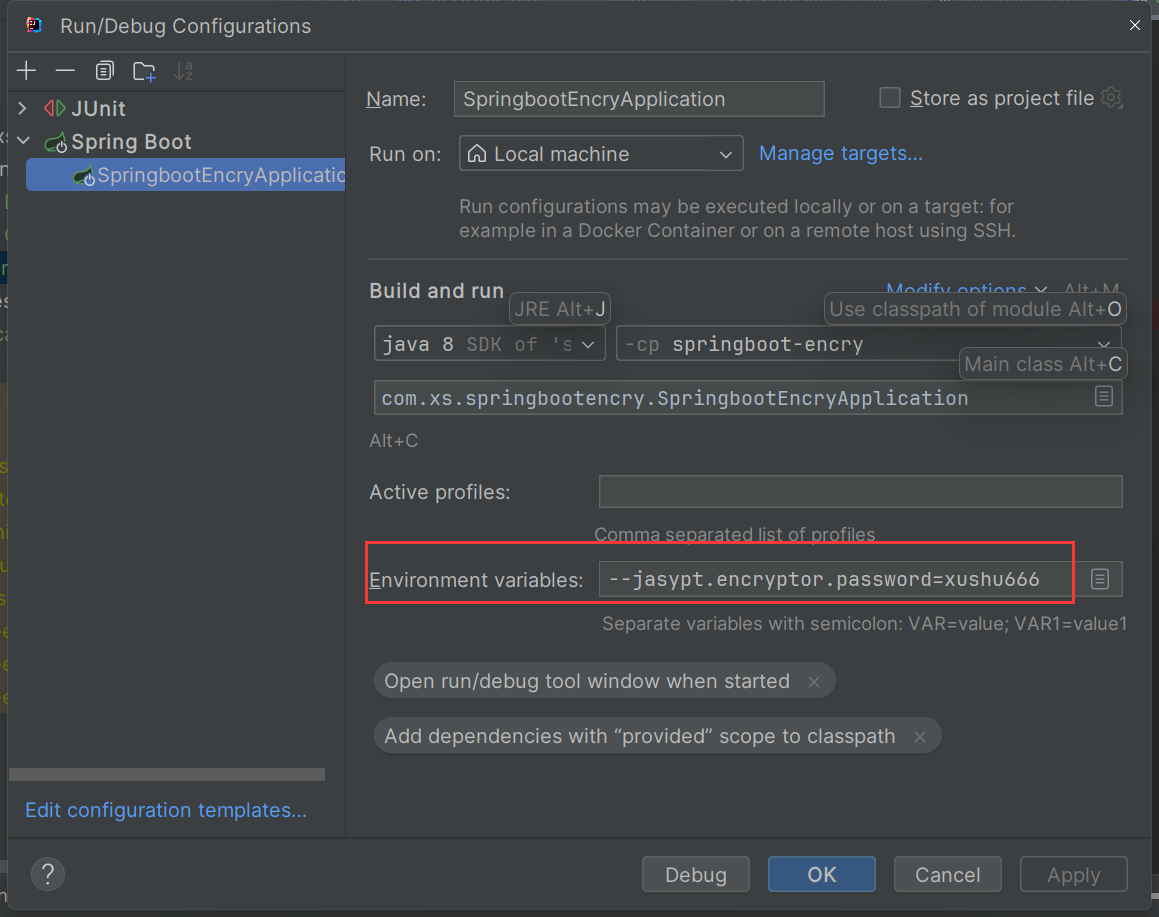 Run/Debug Configurations
JUnit
Spring Boot
SpringbootEncryApplicatio
Edit configuration templates...
Name: SpringbootEncryApplication Store as project file
Run on: Local machine Manage targets...
Run configurations may be executed locally or on a target: for
example in a Docker Container or on a remote host using SSH.
Build and run Modify options Alt+M
JRE Alt+J Use classpath of module Alt+O
java 8 SDK of 's -cp springboot-encry
Main class Alt+C
com.xs.springbootencry.SpringbootEncryApplication
Alt+C
Active profiles:
Comma separated list of profiles
Environment variables: --jasypt.encryptor.password=xushu666
Separate variables with semicolon: VAR=value; VAR1=value1
Open run/debug tool window when started ×
Add dependencies with “provided” scope to classpath ×
? Debug OK Cancel Apply